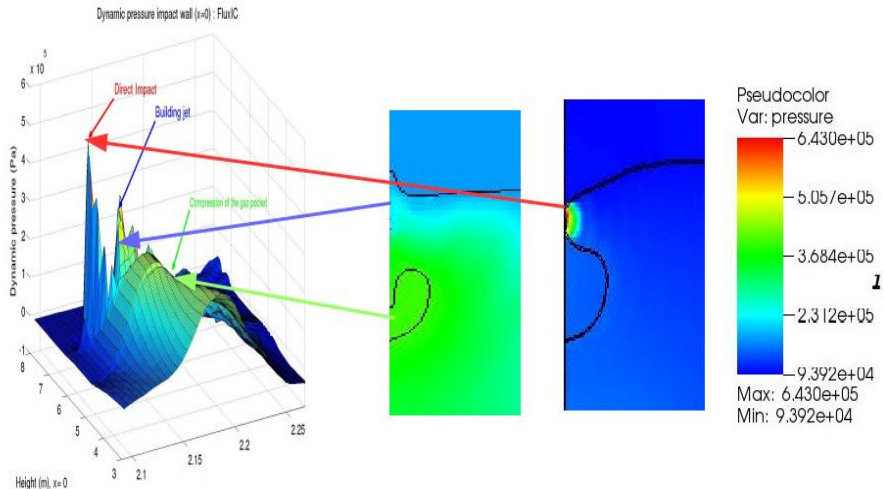 Dynamic pressure impact wall (x=0) : FluxIC
x 10
5
6
5
4
3
2
1
0
-1
Dynamic pressure (Pa)
Direct Impact
Building jet
Compression of the gaz pocket
8
7
6
5
4
3
Height (m), x= 0
2.1
2.15
2.2
2.25
Pseudocolor
Var: pressure
6.430e+05
5.057e+05
3.684e+05
2.312e+05
9.392e+04
Max: 6.430e+05
Min: 9.392e+04